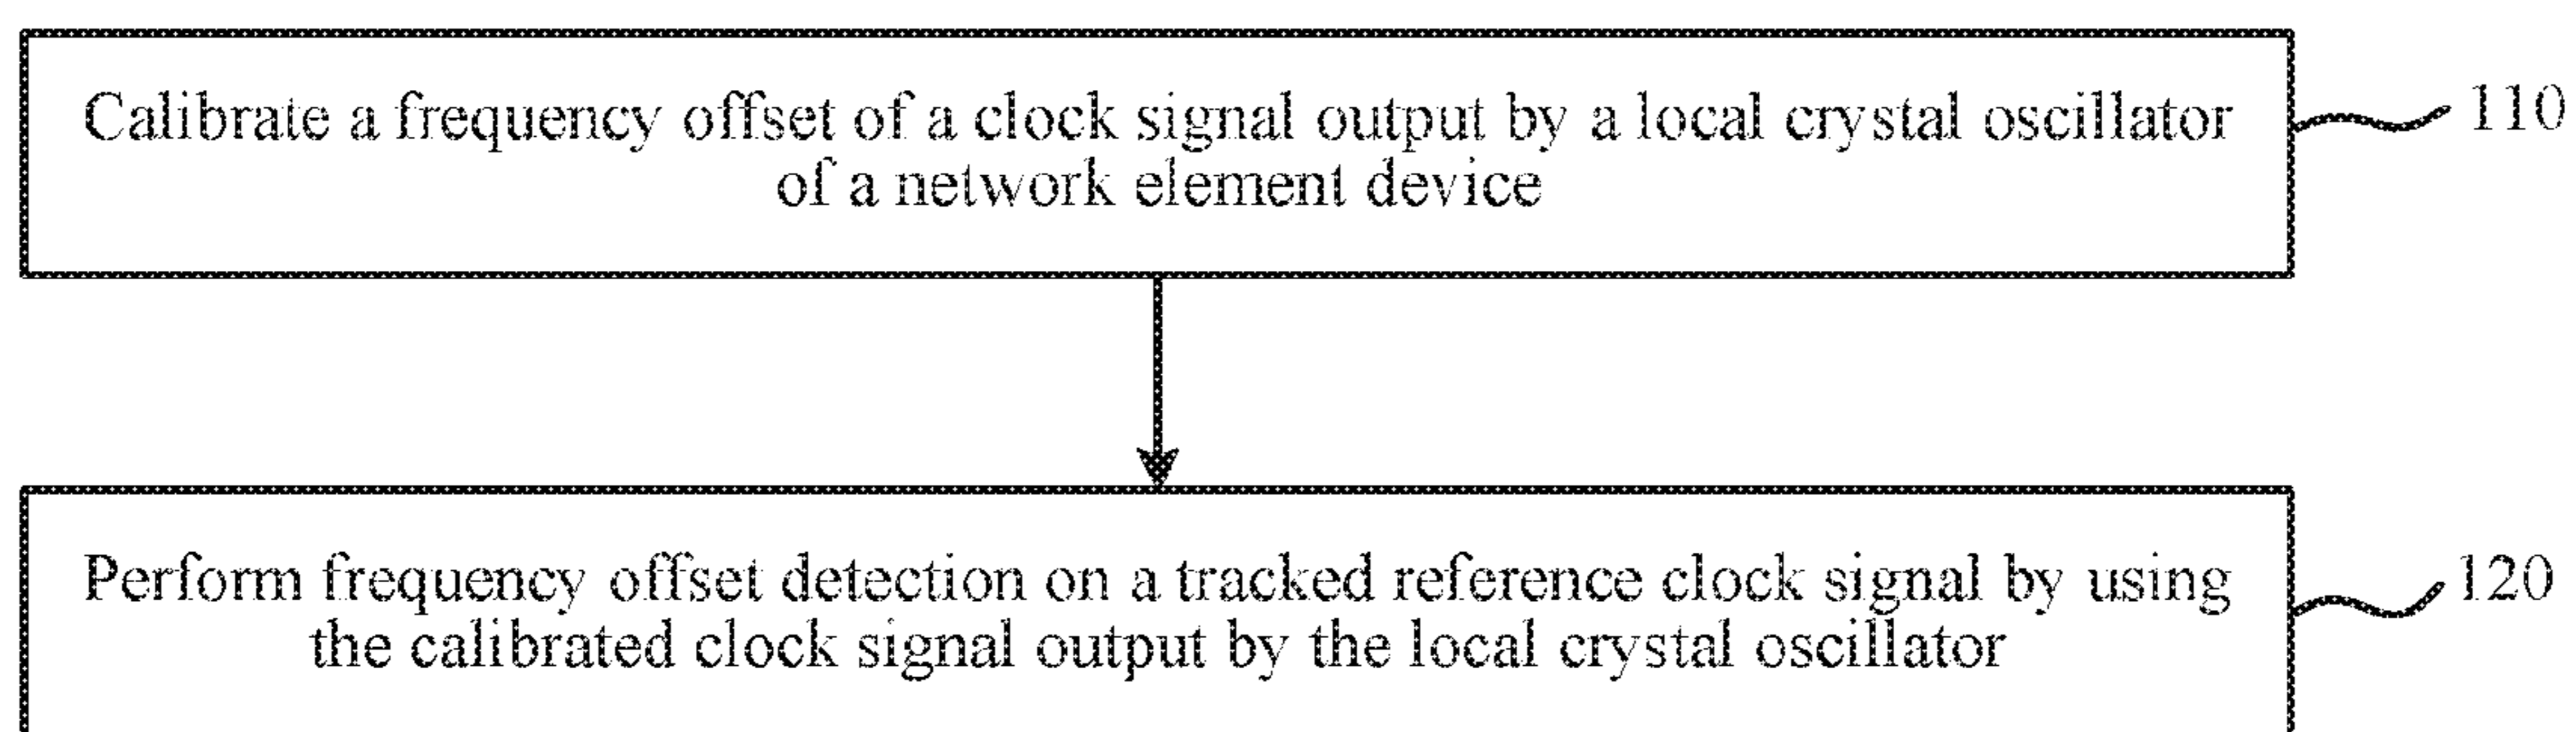 Calibrate a frequency offset of a clock signal output by a local crystal oscillator
of a network element device
110
Perform frequency offset detection on a tracked reference clock signal by using
the calibrated clock signal output by the local crystal oscillator
120